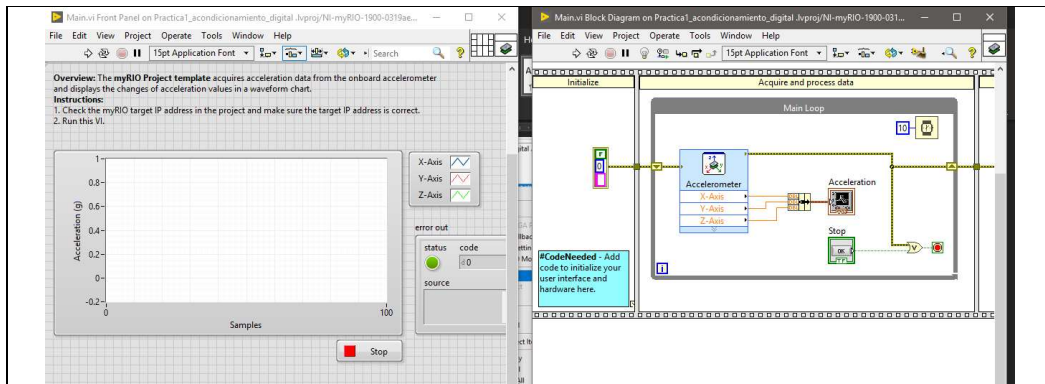 Main.vi Front Panel on Practica1_acondicionamiento_digital .lvproj/NI-myRIO-1900-0319ae...
File Edit View Project Operate Tools Window Help
15pt Application Font
Search
Overview: The myRIO Project template acquires acceleration data from the onboard accelerometer
and displays the changes of acceleration values in a waveform chart.
Instructions:
1. Check the myRIO target IP address in the project and make sure the target IP address is correct.
2. Run this VI.
Acceleration (g)
1
0.8
0.6
0.4
0.2
0
-0.2
0
100
Samples
X-Axis
Y-Axis
Z-Axis
error out
status code
d 0
source
Stop
Main.vi Block Diagram on Practica1_acondicionamiento_digital .lvproj/NI-myRIO-1900-031...
File Edit View Project Operate Tools Window Help
15pt Application Font
Initialize
Acquire and process data
Main Loop
10
F
0
Accelerometer
X-Axis
Y-Axis
Z-Axis
Acceleration
Stop
OK
TF
V
i
#CodeNeeded - Add
code to initialize your
user interface and
hardware here.